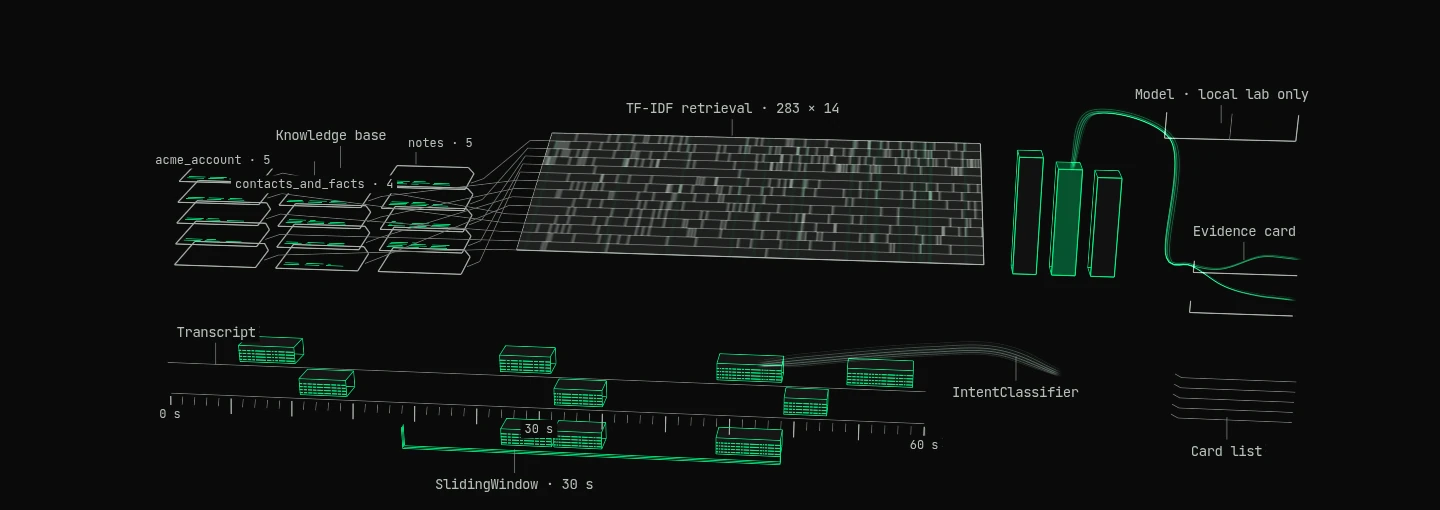 Model · local lab only
TF-IDF retrieval · 283 × 14
Knowledge base
notes · 5
acme_account · 5
contacts_and_facts · 4
Evidence card
Transcript
IntentClassifier
0 s
30 s
60 s
Card list
SlidingWindow · 30 s